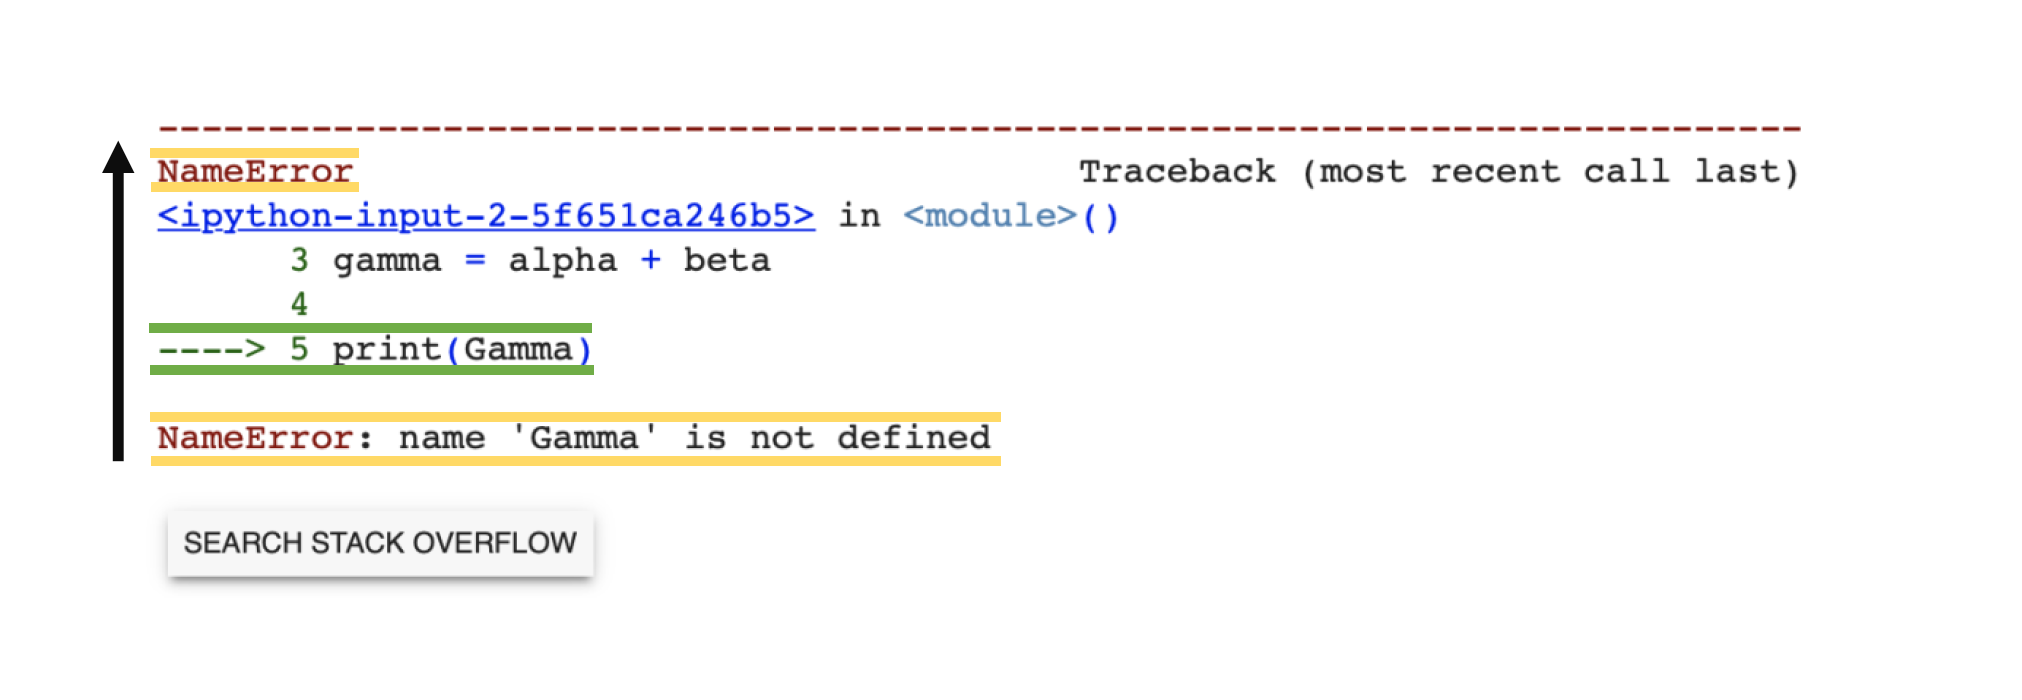 ---------------------------------------------------------------------------
NameError                                 Traceback (most recent call last)
<ipython-input-2-5f651ca246b5> in <module>()
      3 gamma = alpha + beta
      4
----> 5 print(Gamma)
NameError: name 'Gamma' is not defined
SEARCH STACK OVERFLOW